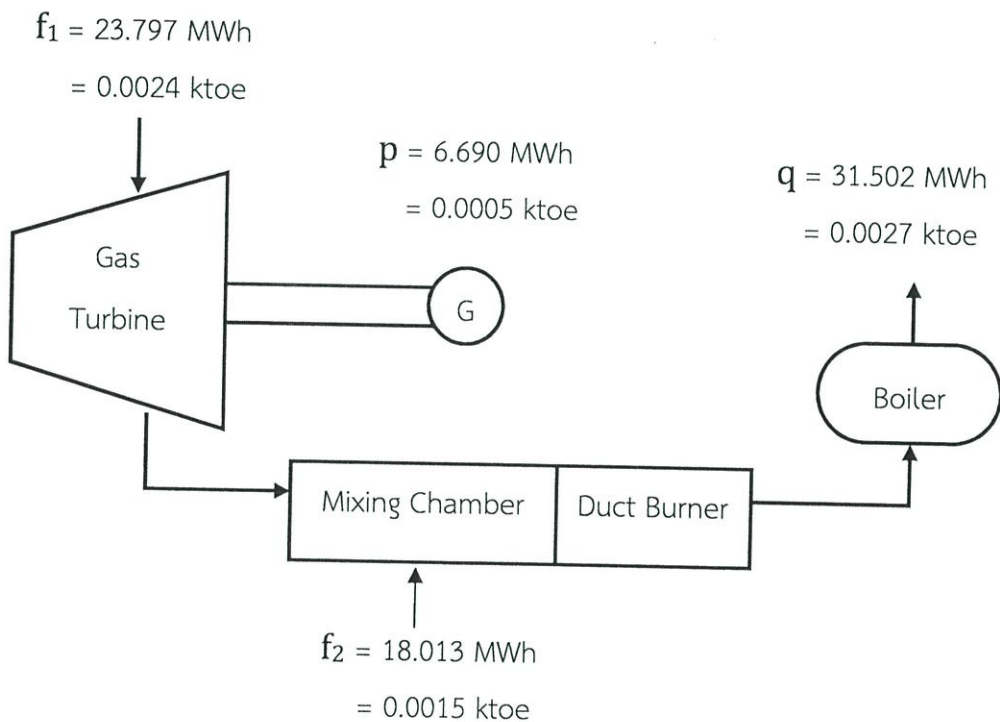 f₁ = 23.797 MWh
= 0.0024 ktoe
p = 6.690 MWh
= 0.0005 ktoe
q = 31.502 MWh
= 0.0027 ktoe
Gas
Turbine
G
Boiler
Mixing Chamber
Duct Burner
f₂ = 18.013 MWh
= 0.0015 ktoe